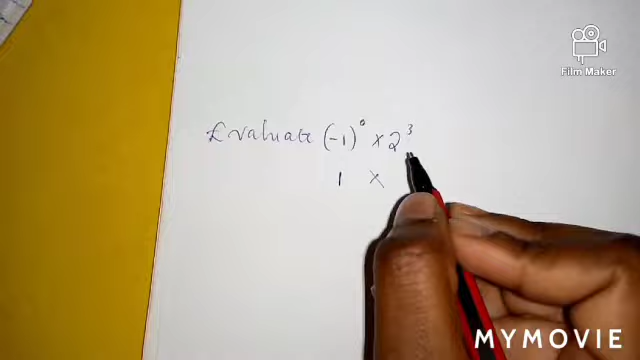 Evaluate (-1)⁰ × 2³
1 ×
Film Maker
MYMOVIE